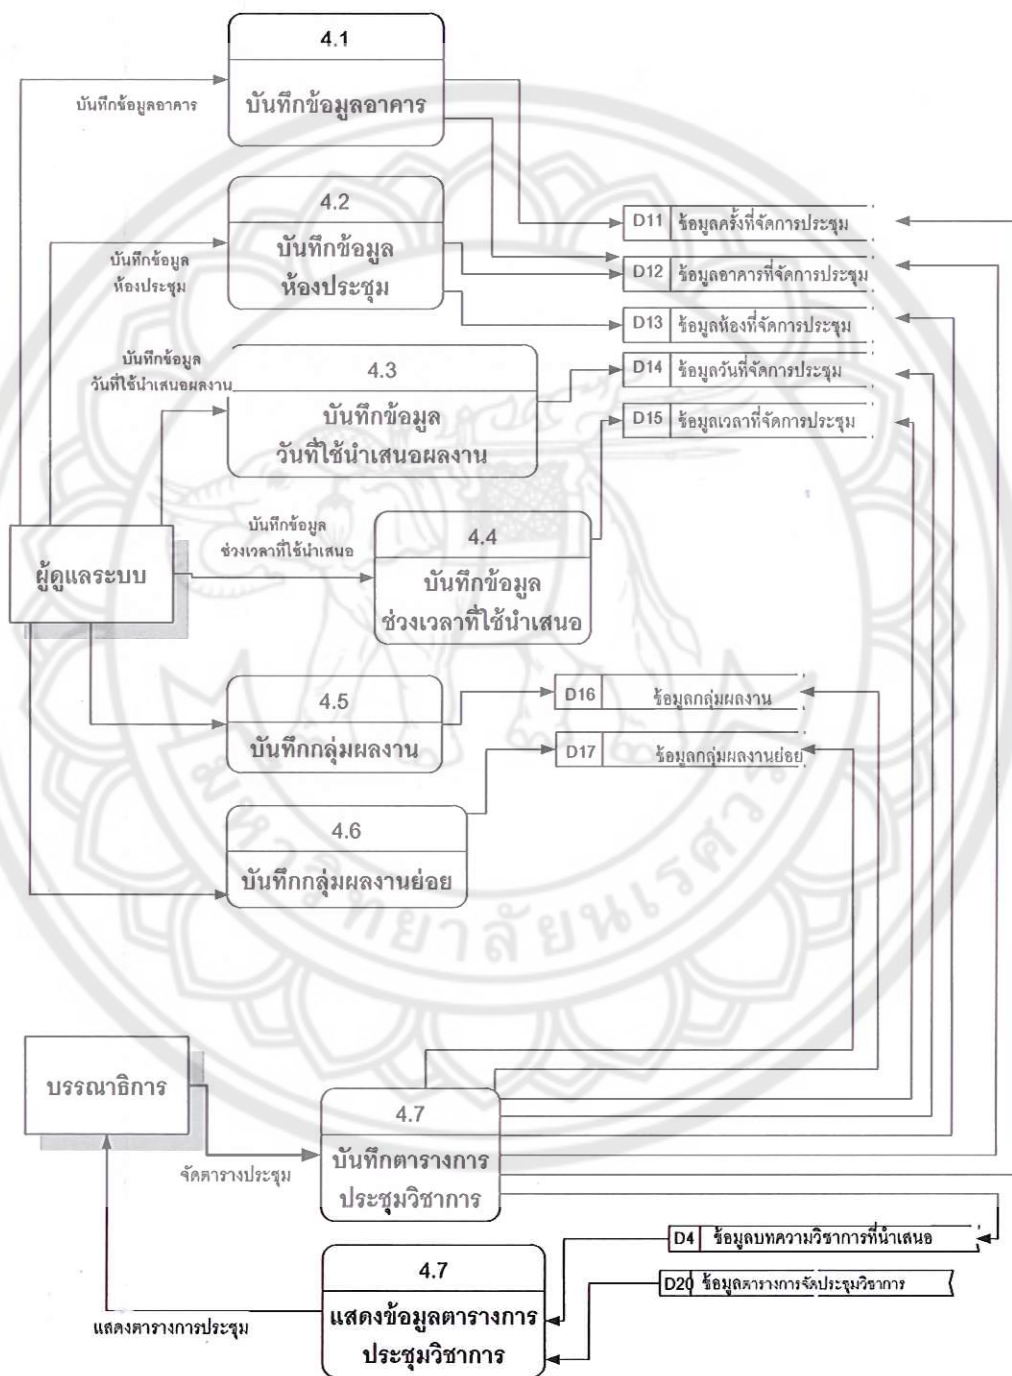 4.1
บันทึกข้อมูลอาคาร
บันทึกข้อมูลอาคาร
4.2
บันทึกข้อมูล
ห้องประชุม
บันทึกข้อมูล
ห้องประชุม
D11 ข้อมูลครั้งที่จัดการประชุม
D12 ข้อมูลอาคารที่จัดการประชุม
D13 ข้อมูลห้องที่จัดการประชุม
D14 ข้อมูลวันที่จัดการประชุม
D15 ข้อมูลเวลาที่จัดการประชุม
บันทึกข้อมูล
วันที่ใช้นำเสนอผลงาน
4.3
บันทึกข้อมูล
วันที่ใช้นำเสนอผลงาน
บันทึกข้อมูล
ช่วงเวลาที่ใช้นำเสนอ
4.4
บันทึกข้อมูล
ช่วงเวลาที่ใช้นำเสนอ
ผู้ดูแลระบบ
4.5
บันทึกกลุ่มผลงาน
D16 ข้อมูลกลุ่มผลงาน
D17 ข้อมูลกลุ่มผลงานย่อย
4.6
บันทึกกลุ่มผลงานย่อย
มหาวิทยาลัยนเรศวร
บรรณาธิการ
จัดตารางประชุม
4.7
บันทึกตารางการ
ประชุมวิชาการ
D4 ข้อมูลบทความวิชาการที่นำเสนอ
D20 ข้อมูลตารางการจัดประชุมวิชาการ
4.7
แสดงข้อมูลตารางการ
ประชุมวิชาการ
แสดงตารางการประชุม